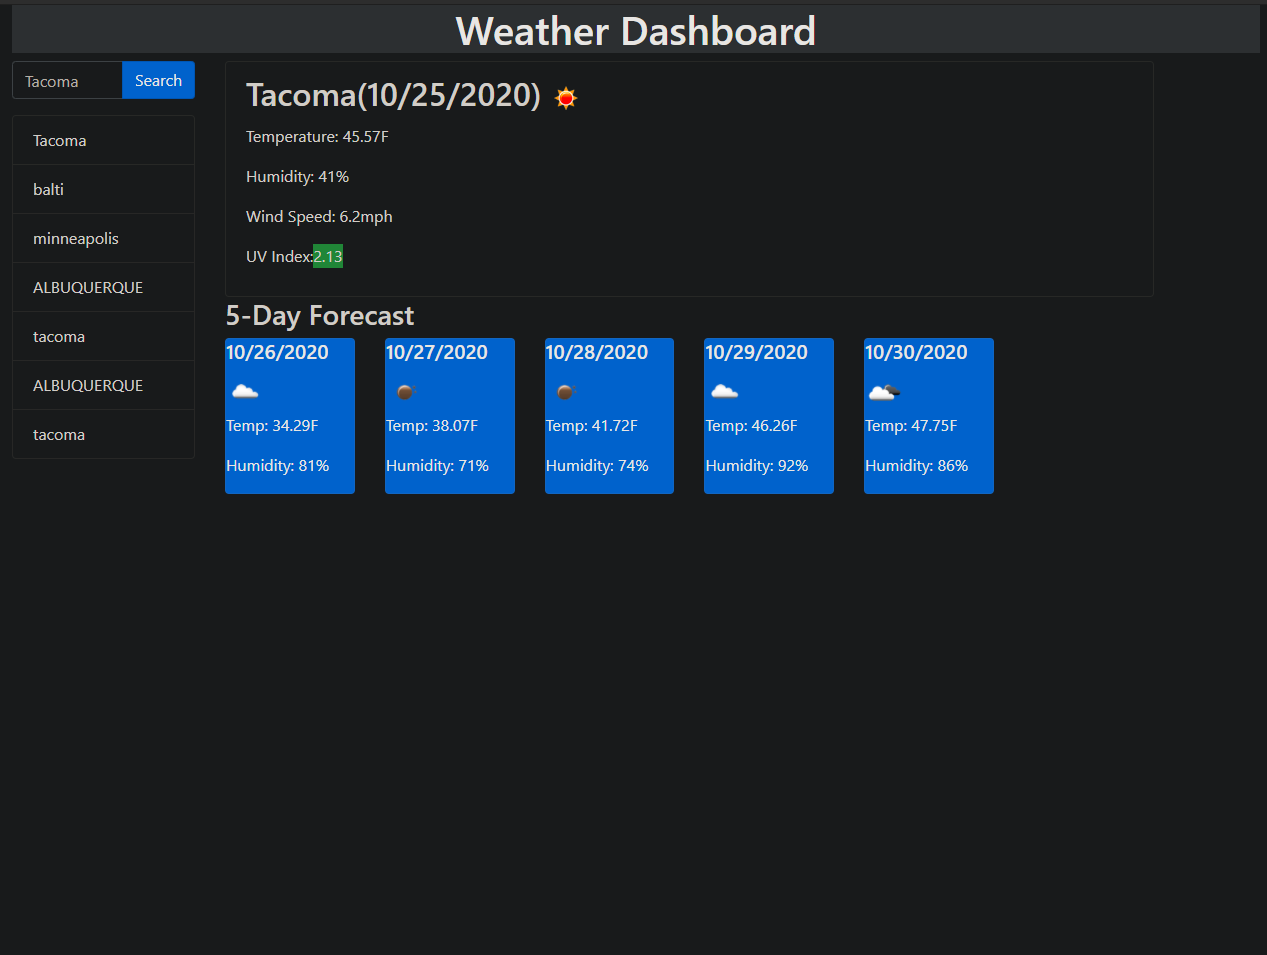 Weather Dashboard
Tacoma
Search
Tacoma
balti
minneapolis
ALBUQUERQUE
tacoma
ALBUQUERQUE
tacoma
Tacoma(10/25/2020)
Temperature: 45.57F
Humidity: 41%
Wind Speed: 6.2mph
UV Index:2.13
5-Day Forecast
10/26/2020
Temp: 34.29F
Humidity: 81%
10/27/2020
Temp: 38.07F
Humidity: 71%
10/28/2020
Temp: 41.72F
Humidity: 74%
10/29/2020
Temp: 46.26F
Humidity: 92%
10/30/2020
Temp: 47.75F
Humidity: 86%